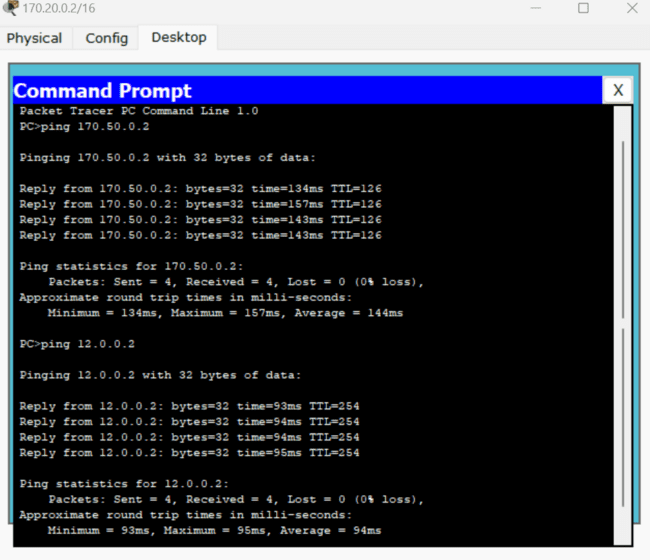 170.20.0.2/16
Physical Config Desktop
Command Prompt X
Packet Tracer PC Command Line 1.0
PC>ping 170.50.0.2
Pinging 170.50.0.2 with 32 bytes of data:
Reply from 170.50.0.2: bytes=32 time=134ms TTL=126
Reply from 170.50.0.2: bytes=32 time=157ms TTL=126
Reply from 170.50.0.2: bytes=32 time=143ms TTL=126
Reply from 170.50.0.2: bytes=32 time=143ms TTL=126
Ping statistics for 170.50.0.2:
Packets: Sent = 4, Received = 4, Lost = 0 (0% loss),
Approximate round trip times in milli-seconds:
Minimum = 134ms, Maximum = 157ms, Average = 144ms
PC>ping 12.0.0.2
Pinging 12.0.0.2 with 32 bytes of data:
Reply from 12.0.0.2: bytes=32 time=93ms TTL=254
Reply from 12.0.0.2: bytes=32 time=94ms TTL=254
Reply from 12.0.0.2: bytes=32 time=94ms TTL=254
Reply from 12.0.0.2: bytes=32 time=95ms TTL=254
Ping statistics for 12.0.0.2:
Packets: Sent = 4, Received = 4, Lost = 0 (0% loss),
Approximate round trip times in milli-seconds:
Minimum = 93ms, Maximum = 95ms, Average = 94ms